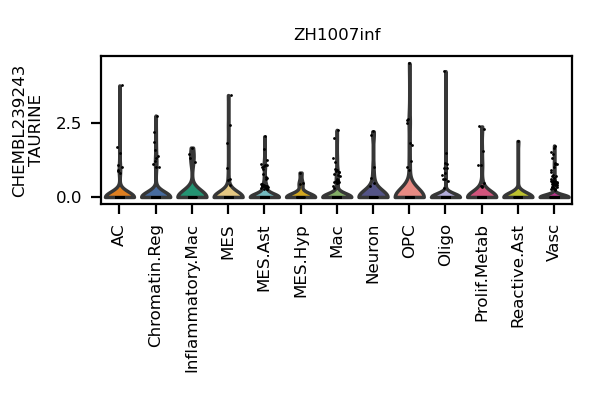 ZH1007inf
CHEMBL239243
TAURINE
2.5
0.0
AC
Chromatin.Reg
Inflammatory.Mac
MES
MES.Ast
MES.Hyp
Mac
Neuron
OPC
Oligo
Prolif.Metab
Reactive.Ast
Vasc